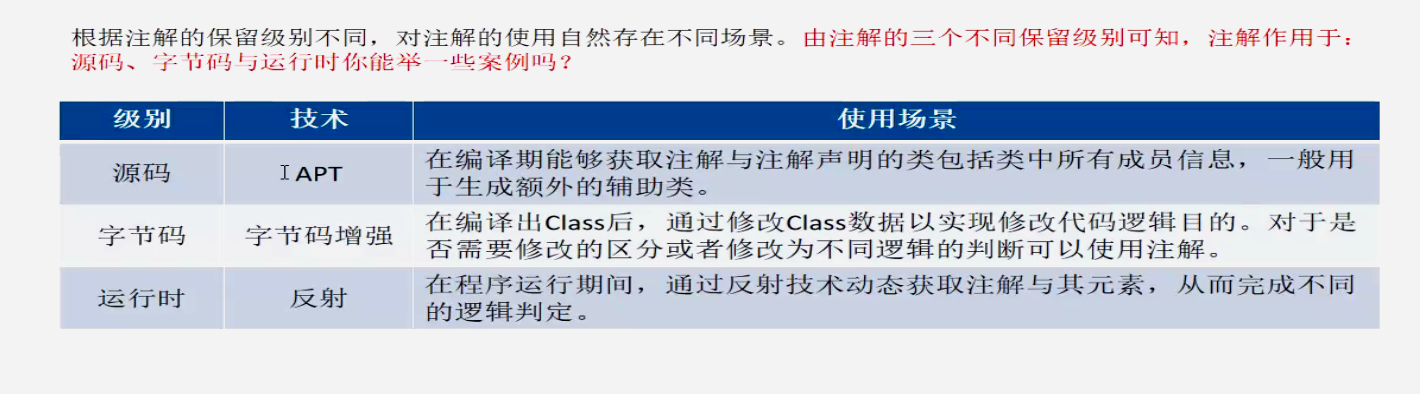 根据注解的保留级别不同，对注解的使用自然存在不同场景。由注解的三个不同保留级别可知，注解作用于：
源码、字节码与运行时你能举一些案例吗？
级别 技术 使用场景
源码 APT 在编译期能够获取注解与注解声明的类包括类中所有成员信息，一般用
于生成额外的辅助类。
字节码 字节码增强 在编译出Class后，通过修改Class数据以实现修改代码逻辑目的。对于是
否需要修改的区分或者修改为不同逻辑的判断可以使用注解。
运行时 反射 在程序运行期间，通过反射技术动态获取注解与其元素，从而完成不同
的逻辑判定。